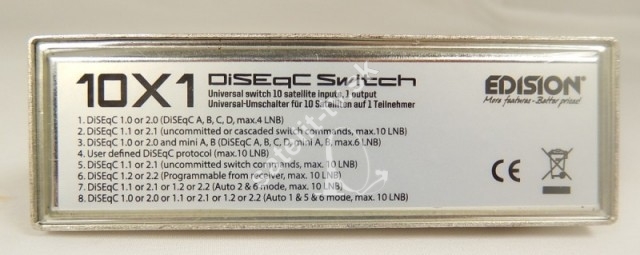 10X1 DiSEqC Switch
Universal switch 10 satellite inputs, 1 output
Universal-Umschalter für 10 Satelliten auf 1 Teilnehmer
EDISION®
More features - Better priced!
1. DiSEqC 1.0 or 2.0 (DiSEqC A, B, C, D, max.4 LNB)
2. DiSEqC 1.1 or 2.1 (uncommitted or cascaded switch commands, max.10 LNB)
3. DiSEqC 1.0 or 2.0 and mini A, B (DiSEqC A, B, C, D, mini A, B, max.6 LNB)
4. User defined DiSEqC protocol (max.10 LNB)
5. DiSEqC 1.1 or 2.1 (uncommitted switch commands, max. 10 LNB)
6. DiSEqC 1.2 or 2.2 (Programmable from receiver, max. 10 LNB)
7. DiSEqC 1.1 or 2.1 or 1.2 or 2.2 (Auto 2 & 6 mode, max. 10 LNB)
8. DiSEqC 1.0 or 2.0 or 1.1 or 2.1 or 1.2 or 2.2 (Auto 1 & 5 & 6 mode, max. 10 LNB)
CE